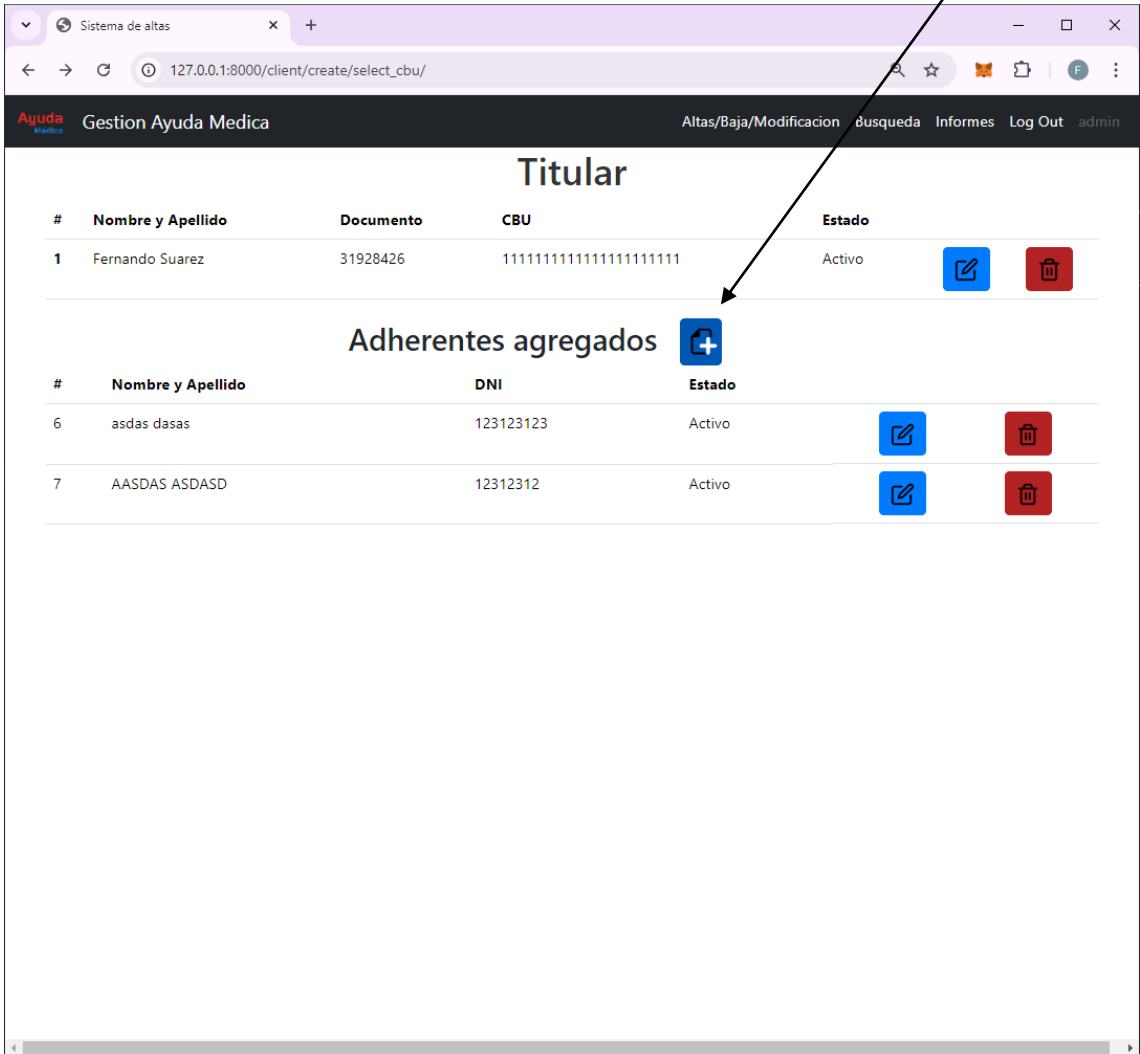 Sistema de altas
127.0.0.1:8000/client/create/select_cbu/
F
Ayuda Médica
Gestion Ayuda Medica Altas/Baja/Modificacion Busqueda Informes Log Out admin
Titular
# Nombre y Apellido Documento CBU Estado
1 Fernando Suarez 31928426 1111111111111111111111 Activo
Adherentes agregados
# Nombre y Apellido DNI Estado
6 asdas dasas 123123123 Activo
7 AASDAS ASDASD 12312312 Activo